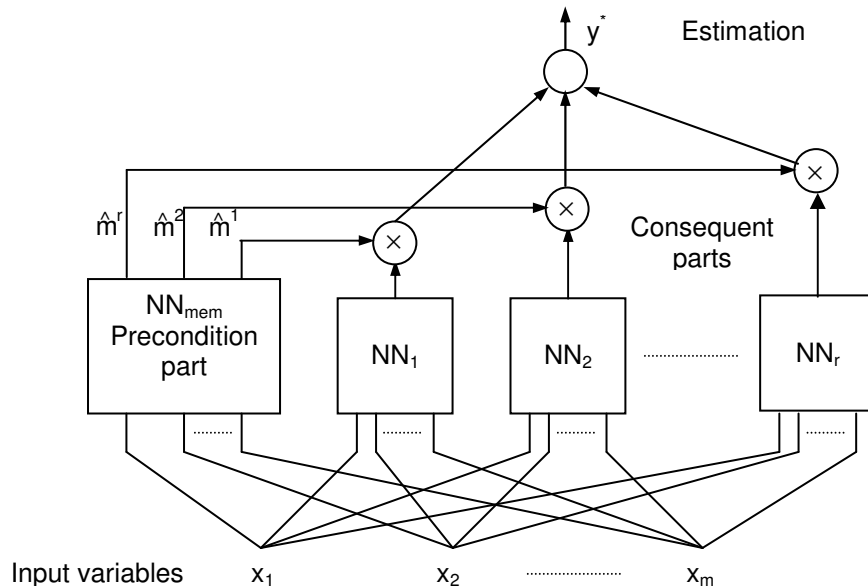 y* Estimation
×
m̂ʳ m̂² m̂¹ ×
× Consequent
parts
NNmem
Precondition
part
NN₁ NN₂ .................... NNᵣ
........ ........ ........ ........
Input variables x₁ x₂ .................... xₘ